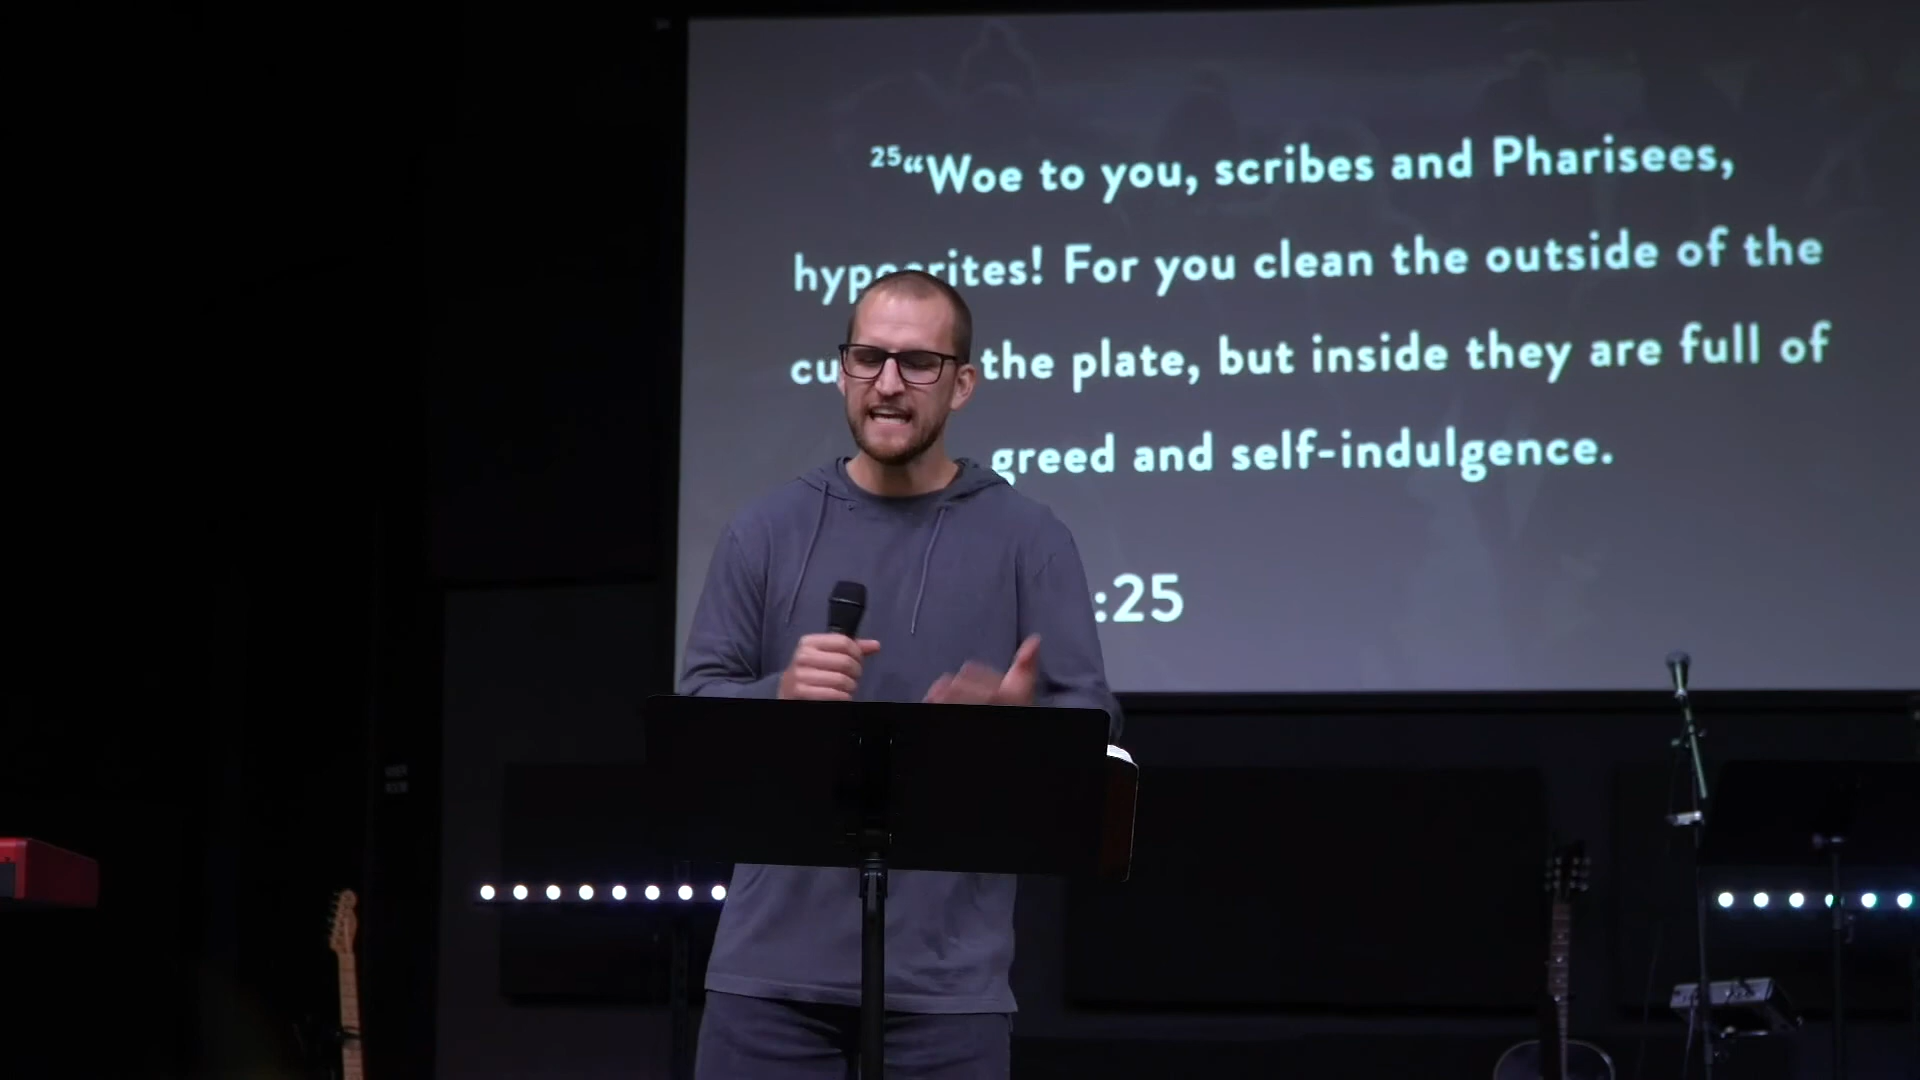 25“Woe to you, scribes and Pharisees,
hypocrites! For you clean the outside of the
the plate, but inside they are full of
greed and self-indulgence.
:25